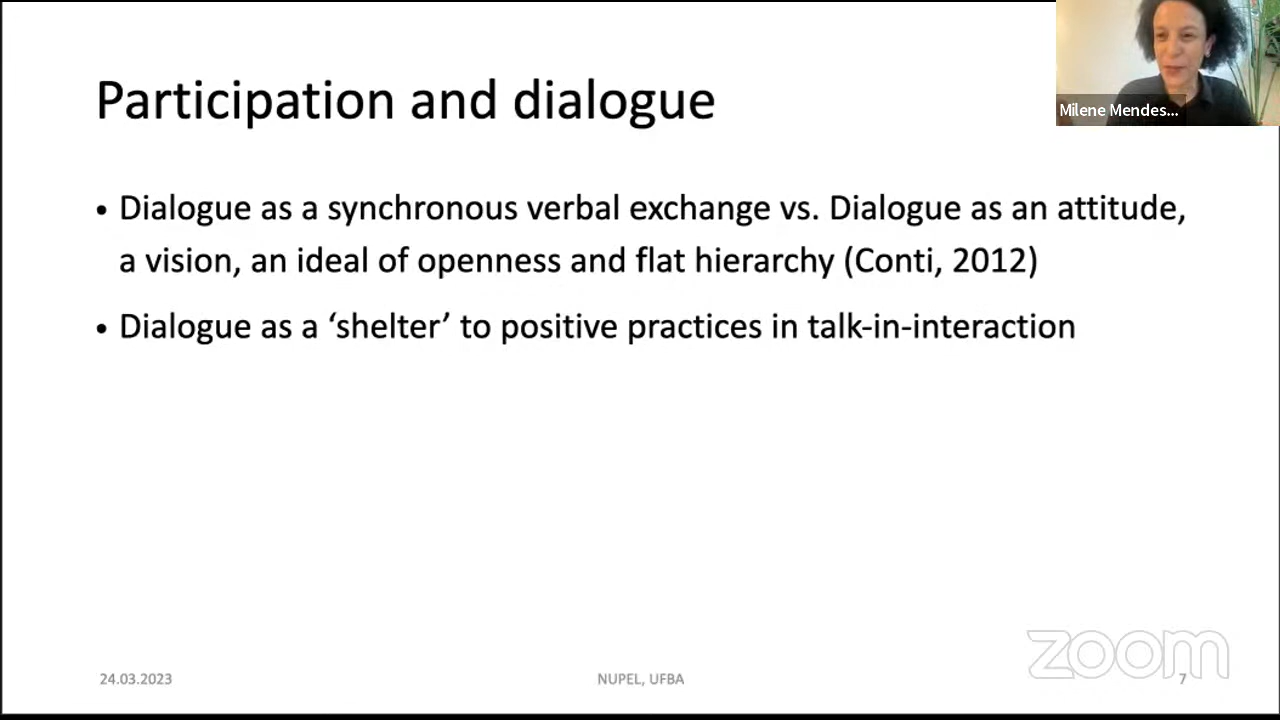 Participation and dialogue
Milene Mendes...
• Dialogue as a synchronous verbal exchange vs. Dialogue as an attitude,
a vision, an ideal of openness and flat hierarchy (Conti, 2012)
• Dialogue as a ‘shelter’ to positive practices in talk-in-interaction
zoom
24.03.2023
NUPEL, UFBA
7